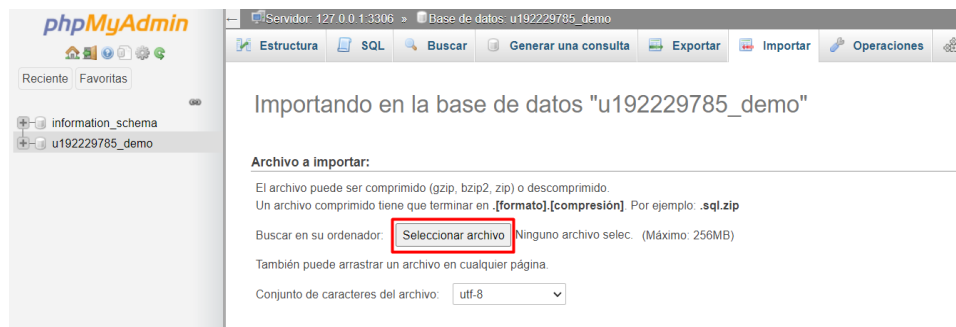 phpMyAdmin
Reciente Favoritas
information_schema
u192229785_demo
Servidor: 127.0.0.1:3306 » Base de datos: u192229785_demo
Estructura SQL Buscar Generar una consulta Exportar Importar Operaciones
Importando en la base de datos "u192229785_demo"
Archivo a importar:
El archivo puede ser comprimido (gzip, bzip2, zip) o descomprimido.
Un archivo comprimido tiene que terminar en .[formato].[compresión]. Por ejemplo: .sql.zip
Buscar en su ordenador: Seleccionar archivo Ninguno archivo selec. (Máximo: 256MB)
También puede arrastrar un archivo en cualquier página.
Conjunto de caracteres del archivo: utf-8